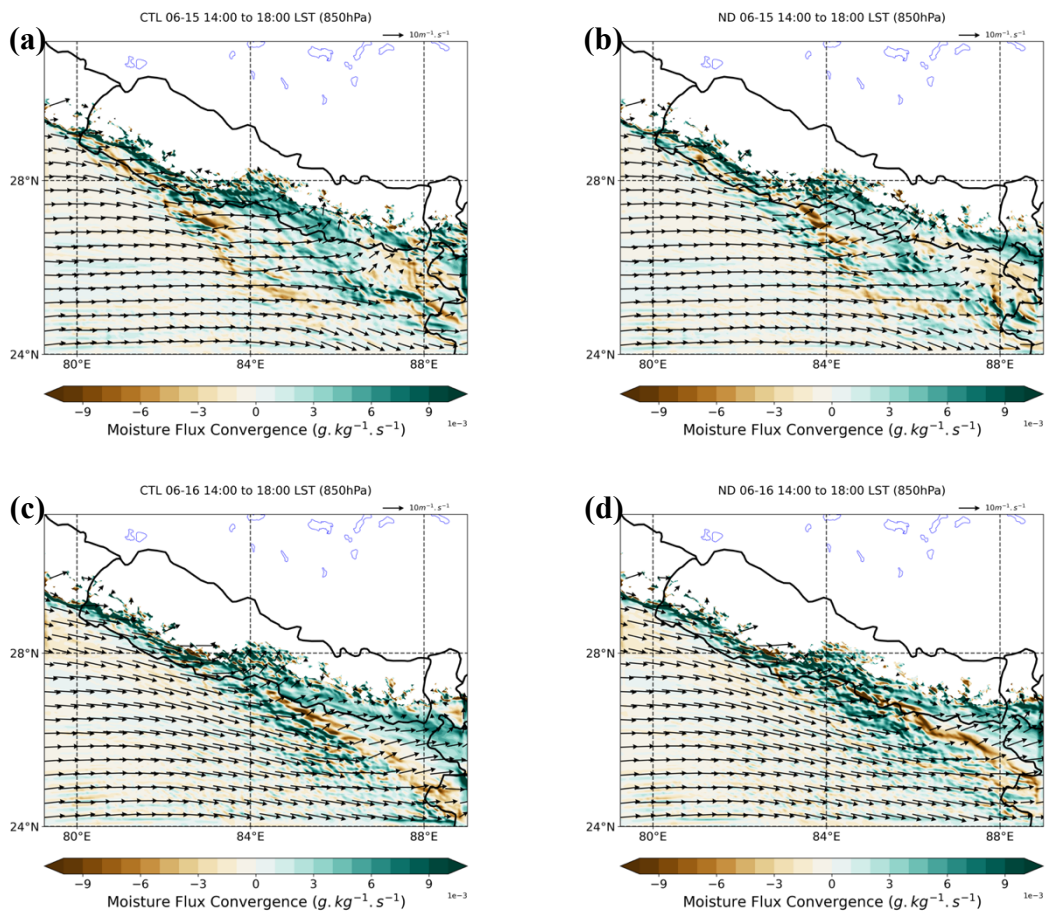 (a)
CTL 06-15 14:00 to 18:00 LST (850hPa)
10m⁻¹.s⁻¹
28°N
24°N
80°E 84°E 88°E
−9 −6 −3 0 3 6 9
1e−3
Moisture Flux Convergence (g.kg⁻¹.s⁻¹)
(b)
ND 06-15 14:00 to 18:00 LST (850hPa)
10m⁻¹.s⁻¹
28°N
24°N
80°E 84°E 88°E
−9 −6 −3 0 3 6 9
1e−3
Moisture Flux Convergence (g.kg⁻¹.s⁻¹)
(c)
CTL 06-16 14:00 to 18:00 LST (850hPa)
10m⁻¹.s⁻¹
28°N
24°N
80°E 84°E 88°E
−9 −6 −3 0 3 6 9
1e−3
Moisture Flux Convergence (g.kg⁻¹.s⁻¹)
(d)
ND 06-16 14:00 to 18:00 LST (850hPa)
10m⁻¹.s⁻¹
28°N
24°N
80°E 84°E 88°E
−9 −6 −3 0 3 6 9
1e−3
Moisture Flux Convergence (g.kg⁻¹.s⁻¹)